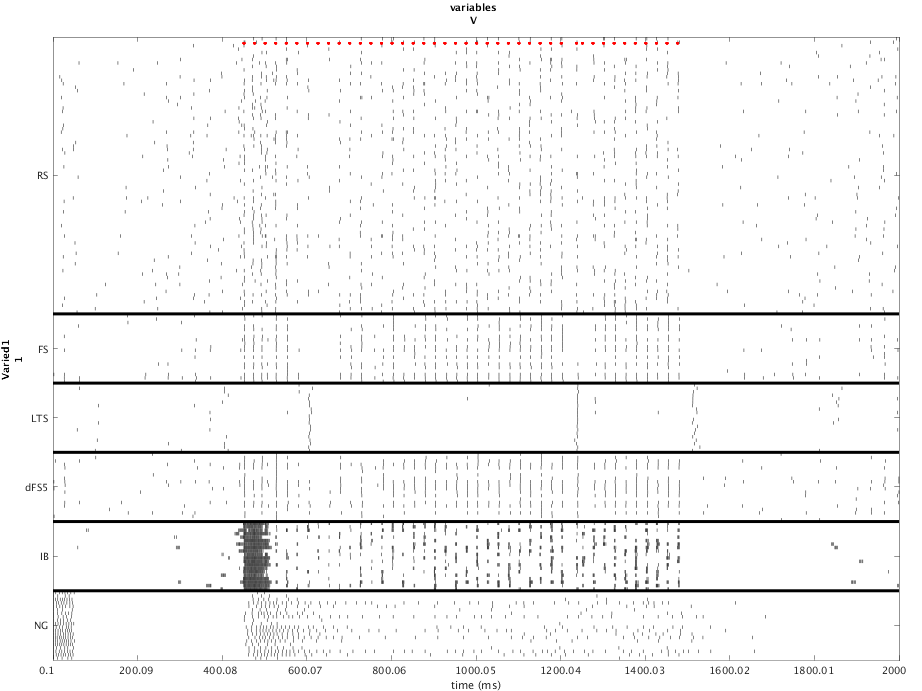 variables
V
Varied1
1
RS
FS
LTS
dFS5
IB
NG
0.1 200.09 400.08 600.07 800.06 1000.05 1200.04 1400.03 1600.02 1800.01 2000
time (ms)